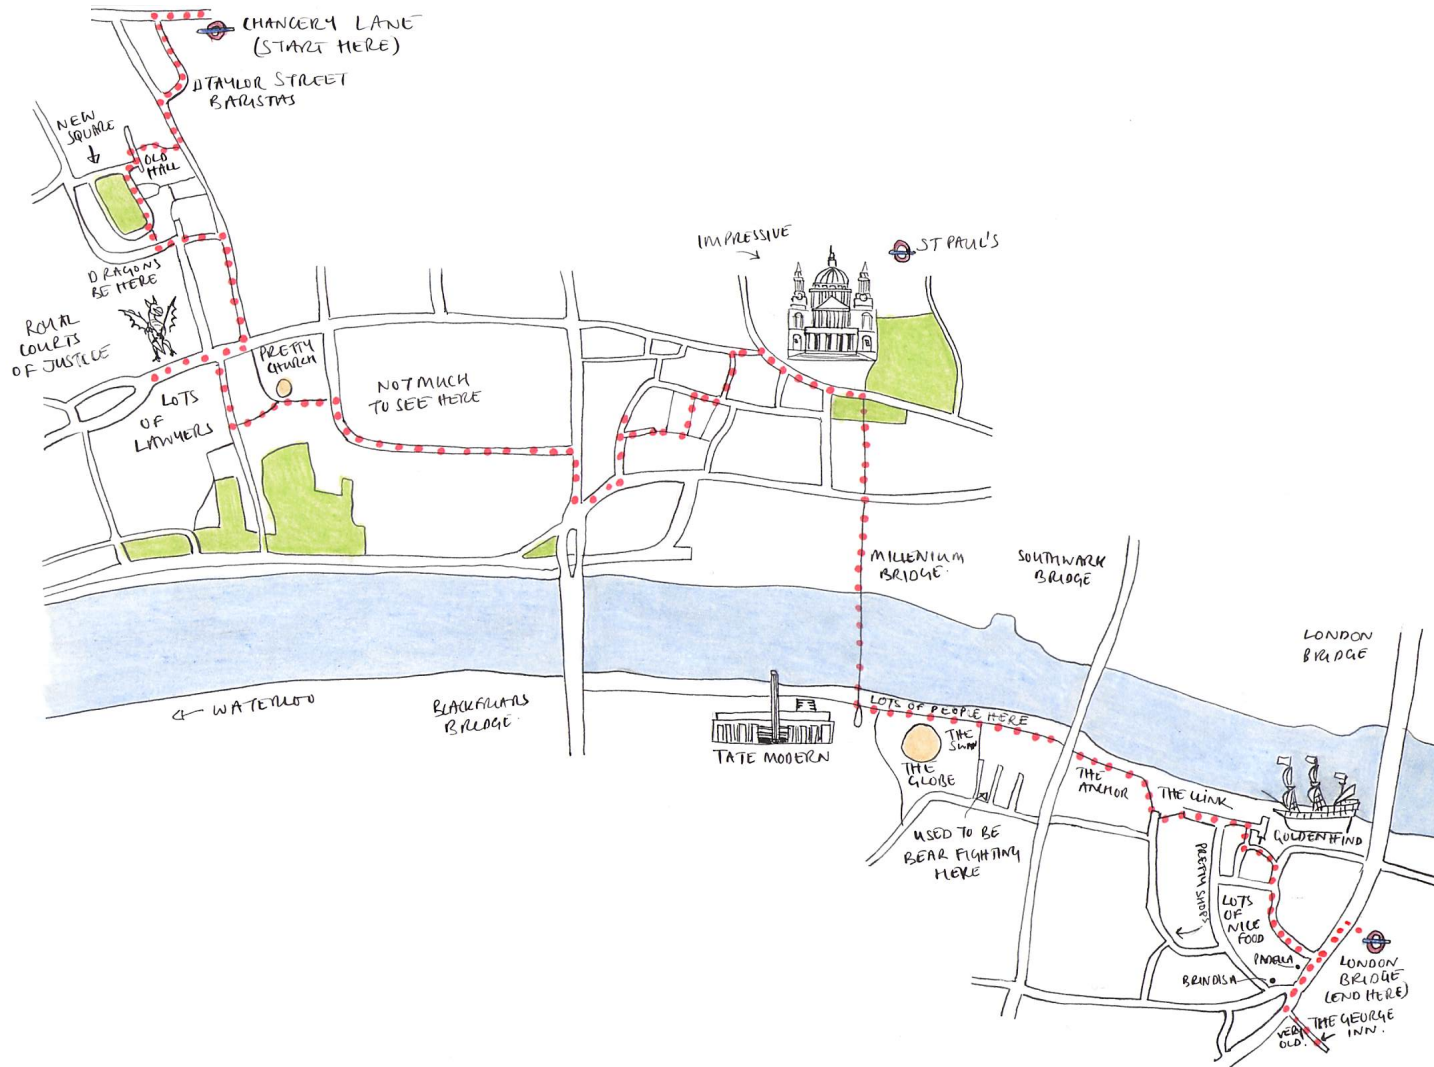 CHANCERY LANE
(START HERE)
TAYLOR STREET
BARISTAS
NEW
SQUARE
OLD
HALL
DRAGONS
BE HERE
ROYAL
COURTS
OF JUSTICE
LOTS
OF
LAWYERS
PRETTY
CHURCH
NOT MUCH
TO SEE HERE
IMPRESSIVE
ST PAUL'S
MILLENIUM
BRIDGE
SOUTHWARK
BRIDGE
LONDON
BRIDGE
← WATERLOO
BLACKFRIARS
BRIDGE
TATE MODERN
LOTS OF PEOPLE HERE
THE
SWAN
THE
GLOBE
USED TO BE
BEAR FIGHTING
HERE
THE
ANCHOR
THE CLINK
GOLDEN HIND
PRETTY SHOPS
LOTS
OF
NICE
FOOD
PADELLA
BRINDISA
LONDON
BRIDGE
(END HERE)
THE GEORGE
INN.
VERY
OLD.